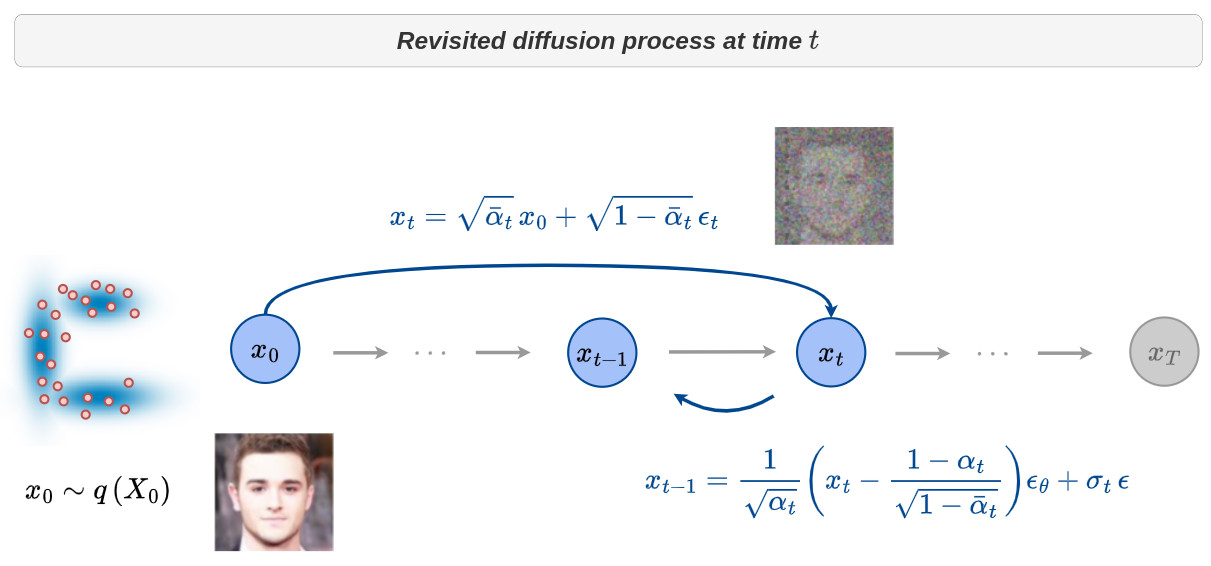 Revisited diffusion process at time $t$
$x_t = \sqrt{\bar{\alpha}_t}\, x_0 + \sqrt{1 - \bar{\alpha}_t}\, \epsilon_t$
$x_0$ · · · $x_{t-1}$ $x_t$ · · · $x_T$
$x_0 \sim q\,(X_0)$
$x_{t-1} = \frac{1}{\sqrt{\alpha_t}} \left( x_t - \frac{1 - \alpha_t}{\sqrt{1 - \bar{\alpha}_t}} \right) \epsilon_\theta + \sigma_t\, \epsilon$